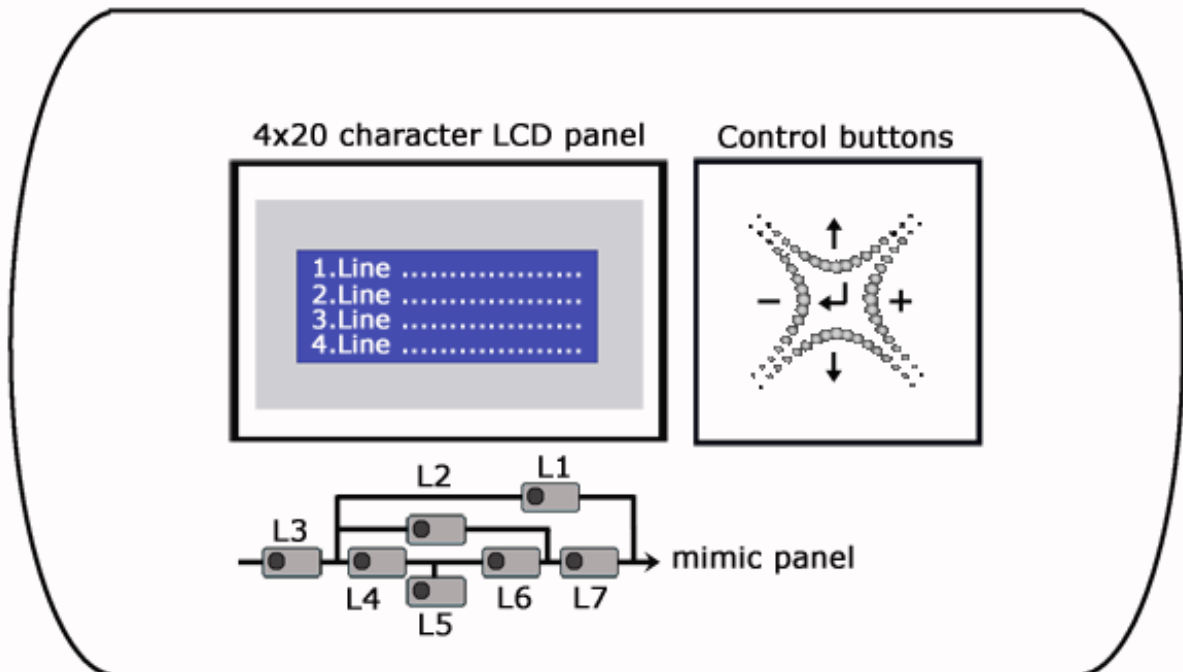 4x20 character LCD panel
Control buttons
1.Line ...................
2.Line ...................
3.Line ...................
4.Line ...................
- +
L1
L2
L3
mimic panel
L4 L6 L7
L5